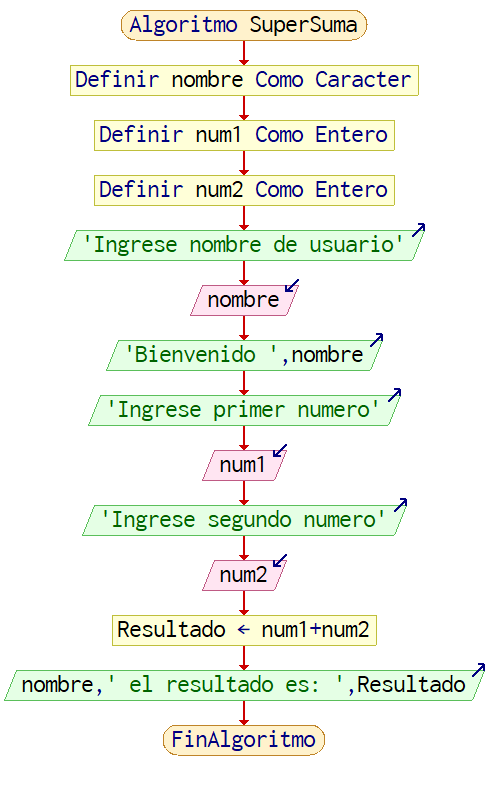 Algoritmo SuperSuma
Definir nombre Como Caracter
Definir num1 Como Entero
Definir num2 Como Entero
'Ingrese nombre de usuario'
nombre
'Bienvenido ',nombre
'Ingrese primer numero'
num1
'Ingrese segundo numero'
num2
Resultado ← num1+num2
nombre,' el resultado es: ',Resultado
FinAlgoritmo